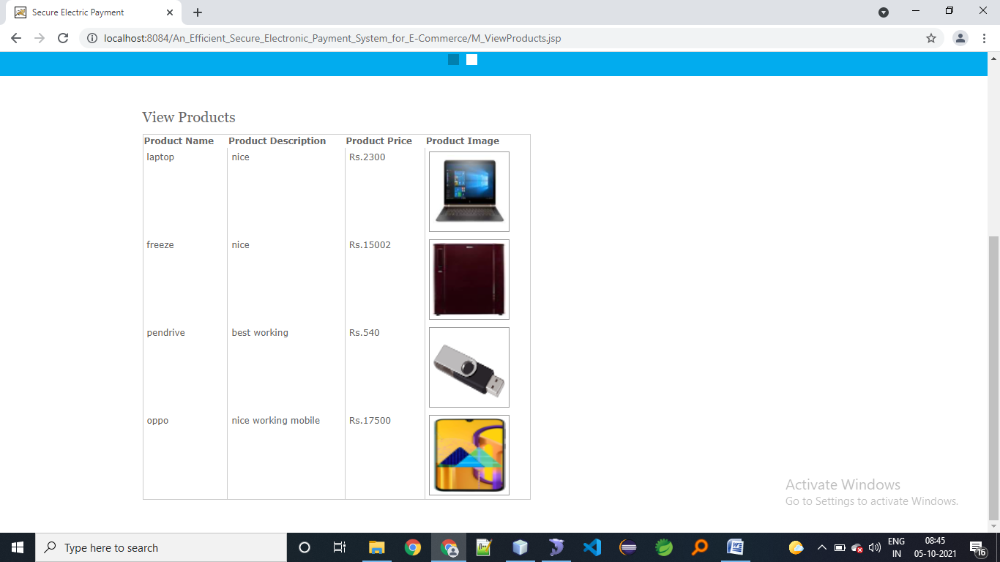 Secure Electric Payment
localhost:8084/An_Efficient_Secure_Electronic_Payment_System_for_E-Commerce/M_ViewProducts.jsp
View Products
Product Name Product Description Product Price Product Image
laptop nice Rs.2300
freeze nice Rs.15002
pendrive best working Rs.540
oppo nice working mobile Rs.17500
Activate Windows
Go to Settings to activate Windows.
Type here to search
ENG
IN
08:45
05-10-2021
16